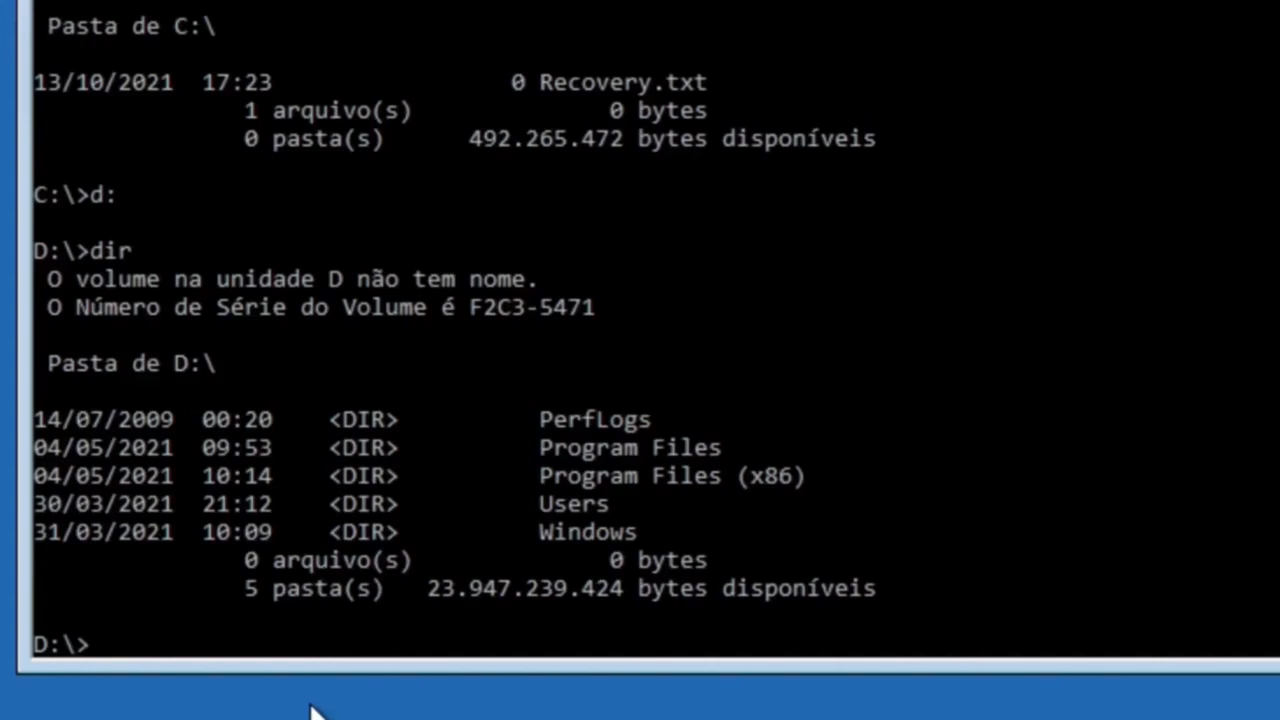 Pasta de C:\
13/10/2021  17:23                 0 Recovery.txt
               1 arquivo(s)              0 bytes
               0 pasta(s)      492.265.472 bytes disponíveis
C:\>d:
D:\>dir
 O volume na unidade D não tem nome.
 O Número de Série do Volume é F2C3-5471
 Pasta de D:\
14/07/2009  00:20    <DIR>          PerfLogs
04/05/2021  09:53    <DIR>          Program Files
04/05/2021  10:14    <DIR>          Program Files (x86)
30/03/2021  21:12    <DIR>          Users
31/03/2021  10:09    <DIR>          Windows
               0 arquivo(s)              0 bytes
               5 pasta(s)   23.947.239.424 bytes disponíveis
D:\>